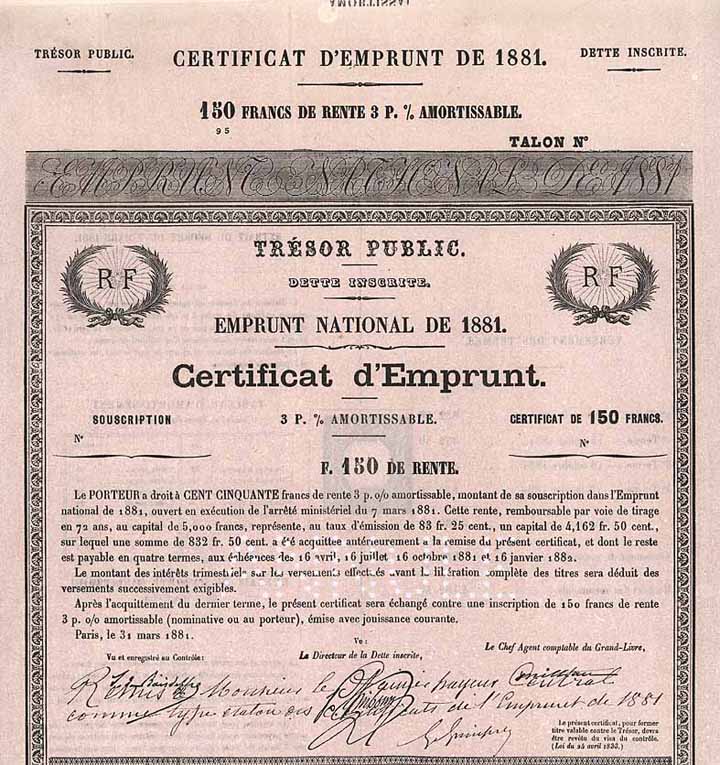 TRÉSOR PUBLIC.
CERTIFICAT D'EMPRUNT DE 1881.
DETTE INSCRITE.
150 FRANCS DE RENTE 3 P. % AMORTISSABLE.
95
TALON N°
EMPRUNT NATIONAL DE 1881
RF
TRÉSOR PUBLIC.
RF
DETTE INSCRITE.
EMPRUNT NATIONAL DE 1881.
Certificat d'Emprunt.
SOUSCRIPTION
3 P. % AMORTISSABLE.
CERTIFICAT DE 150 FRANCS.
N°
N°
F. 150 DE RENTE.
Le PORTEUR a droit à CENT CINQUANTE francs de rente 3 p. o/o amortissable, montant de sa souscription dans l'Emprunt
national de 1881, ouvert en exécution de l'arrêté ministériel du 7 mars 1881. Cette rente, remboursable par voie de tirage
en 72 ans, au capital de 5,000 francs, représente, au taux d'émission de 83 fr. 25 cent., un capital de 4,162 fr. 50 cent.,
sur lequel une somme de 832 fr. 50 cent. a été acquittée antérieurement à la remise du présent certificat, et dont le reste
est payable en quatre termes, aux échéances des 16 avril, 16 juillet, 16 octobre 1881 et 16 janvier 1882.
Le montant des intérêts trimestriels sur les versements effectués avant la libération complète des titres sera déduit des
versements successivement exigibles.
Après l'acquittement du dernier terme, le présent certificat sera échangé contre une inscription de 150 francs de rente
3 p. o/o amortissable (nominative ou au porteur), émise avec jouissance courante.
Paris, le 31 mars 1881.
Vu et enregistré au Contrôle:
Vu:
Le Directeur de la Dette inscrite,
Le Chef Agent comptable du Grand-Livre,
Remis à Monsieur le payeur Central
comme type étalon des de l'Emprunt de 1881
Le présent certificat, pour former
titre valable contre le Trésor, devra
être revêtu du visa du contrôle.
(Loi du 24 avril 1833.)